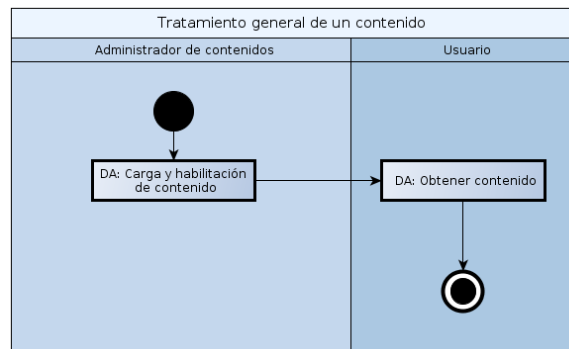 Tratamiento general de un contenido
Administrador de contenidos
Usuario
DA: Carga y habilitación
de contenido
DA: Obtener contenido